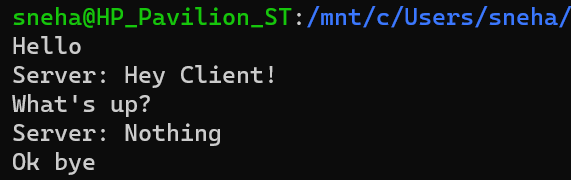 sneha@HP_Pavilion_ST:/mnt/c/Users/sneha/
Hello
Server: Hey Client!
What's up?
Server: Nothing
Ok bye